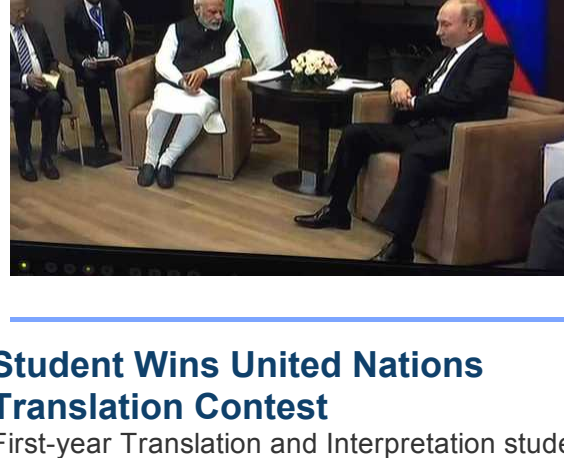 Student Wins United Nations
Translation Contest
First-year Translation and Interpretation